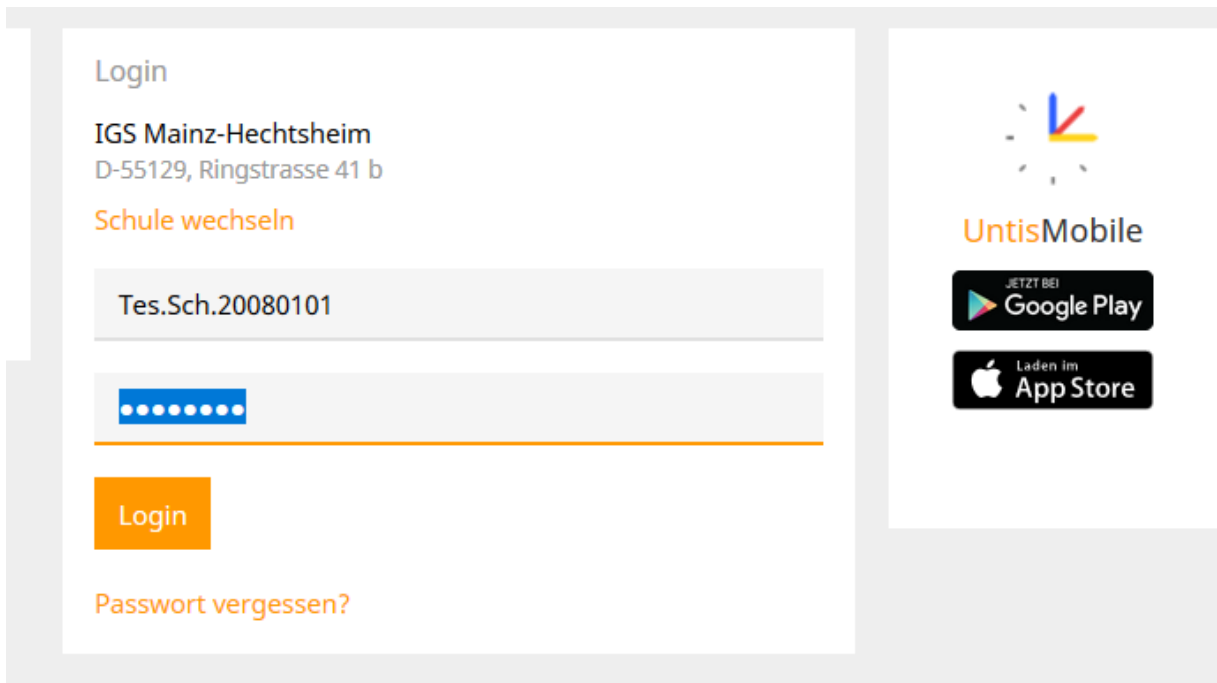 Login
IGS Mainz-Hechtsheim
D-55129, Ringstrasse 41 b
Schule wechseln
Tes.Sch.20080101
••••••••
Login
Passwort vergessen?
UntisMobile
JETZT BEI
Google Play
Laden im
App Store